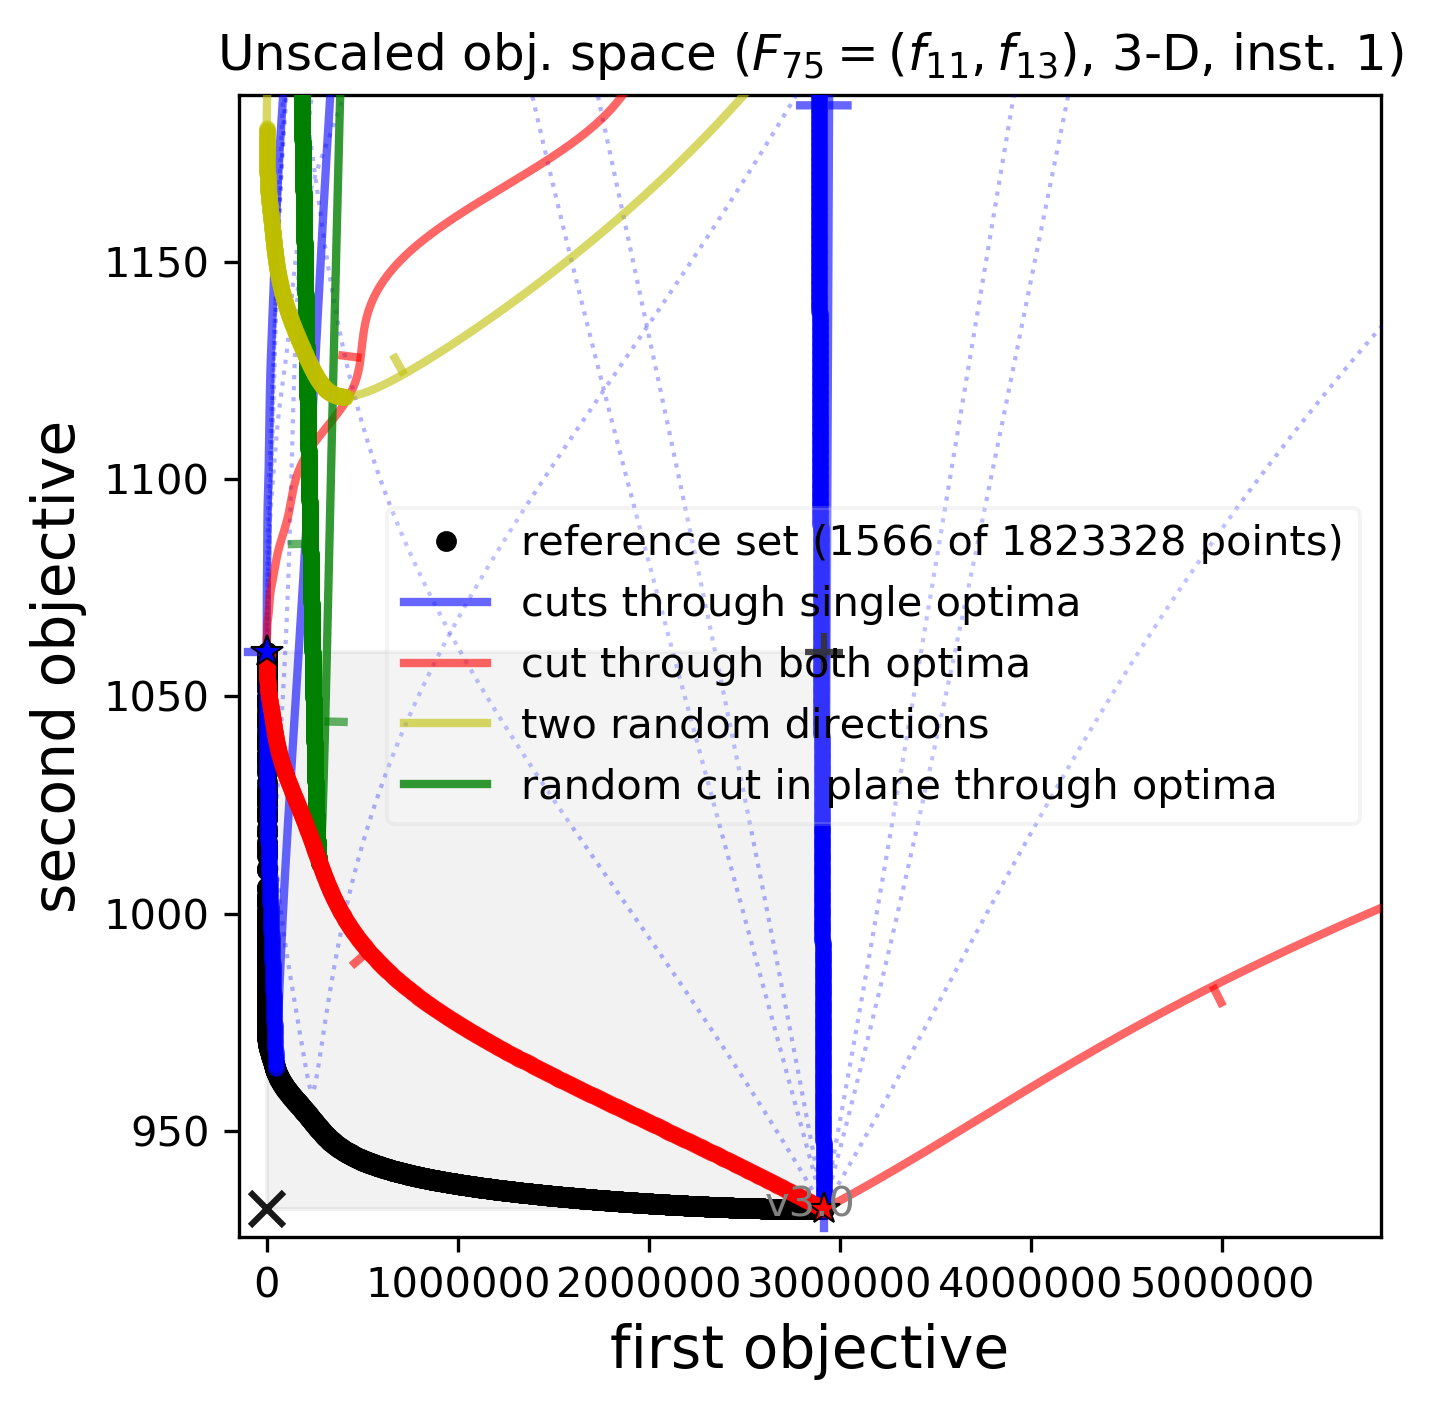 Unscaled obj. space (F₇₅ = (f₁₁, f₁₃), 3-D, inst. 1)
second objective
1150
1100
1050
1000
950
reference set (1566 of 1823328 points)
cuts through single optima
cut through both optima
two random directions
random cut in plane through optima
v3.0
0 1000000 2000000 3000000 4000000 5000000
first objective